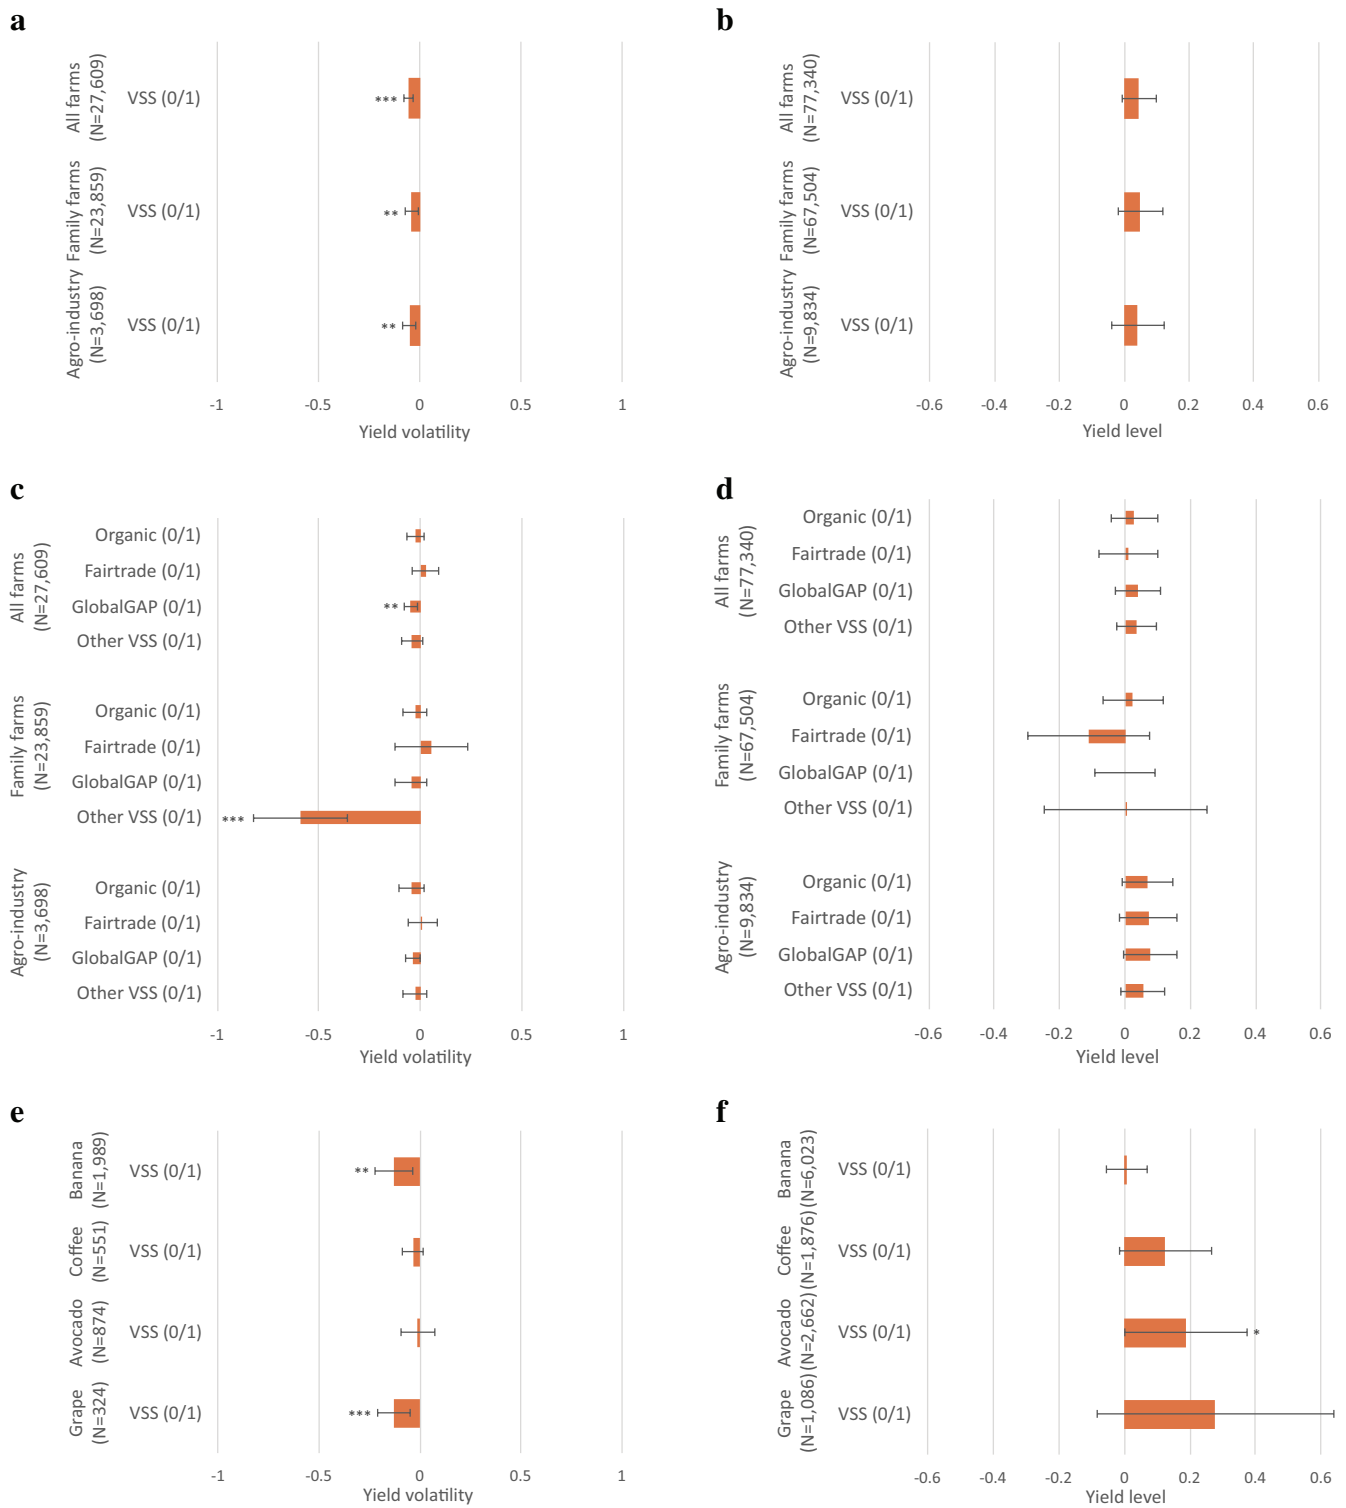 a
All farms
(N=27,609)
VSS (0/1)
***
Family farms
(N=23,859)
VSS (0/1)
**
Agro-industry
(N=3,698)
VSS (0/1)
**
-1 -0.5 0 0.5 1
Yield volatility
b
All farms
(N=77,340)
VSS (0/1)
Family farms
(N=67,504)
VSS (0/1)
Agro-industry
(N=9,834)
VSS (0/1)
-0.6 -0.4 -0.2 0 0.2 0.4 0.6
Yield level
c
All farms
(N=27,609)
Organic (0/1)
Fairtrade (0/1)
GlobalGAP (0/1)
**
Other VSS (0/1)
Family farms
(N=23,859)
Organic (0/1)
Fairtrade (0/1)
GlobalGAP (0/1)
Other VSS (0/1)
***
Agro-industry
(N=3,698)
Organic (0/1)
Fairtrade (0/1)
GlobalGAP (0/1)
Other VSS (0/1)
-1 -0.5 0 0.5 1
Yield volatility
d
All farms
(N=77,340)
Organic (0/1)
Fairtrade (0/1)
GlobalGAP (0/1)
Other VSS (0/1)
Family farms
(N=67,504)
Organic (0/1)
Fairtrade (0/1)
GlobalGAP (0/1)
Other VSS (0/1)
Agro-industry
(N=9,834)
Organic (0/1)
Fairtrade (0/1)
GlobalGAP (0/1)
Other VSS (0/1)
-0.6 -0.4 -0.2 0 0.2 0.4 0.6
Yield level
e
Banana
(N=1,989)
VSS (0/1)
**
Coffee
(N=551)
VSS (0/1)
Avocado
(N=874)
VSS (0/1)
Grape
(N=324)
VSS (0/1)
***
-1 -0.5 0 0.5 1
Yield volatility
f
Banana
(N=6,023)
VSS (0/1)
Coffee
(N=1,876)
VSS (0/1)
Avocado
(N=2,662)
VSS (0/1)
*
Grape
(N=1,086)
VSS (0/1)
-0.6 -0.4 -0.2 0 0.2 0.4 0.6
Yield level